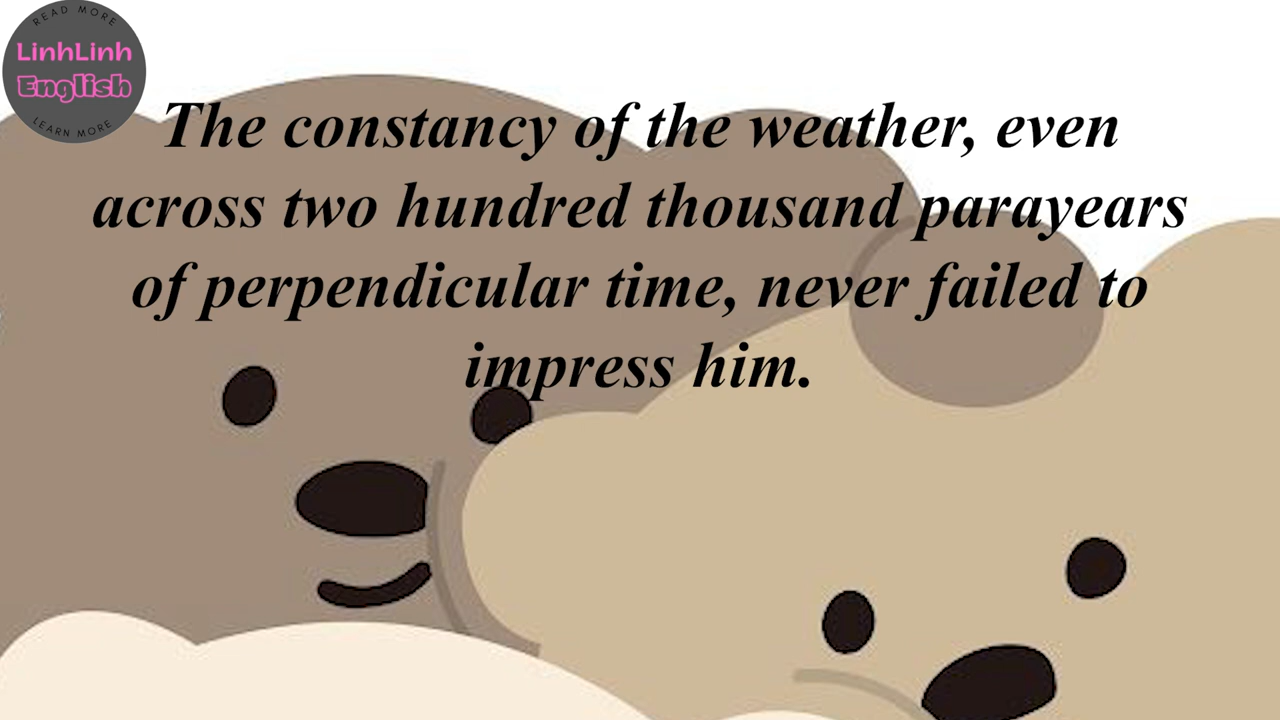 READ MORE
LinhLinh
English
LEARN MORE
The constancy of the weather, even
across two hundred thousand parayears
of perpendicular time, never failed to
impress him.